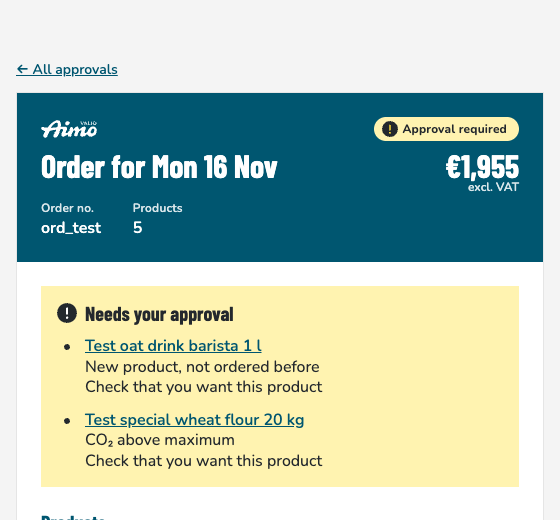 ← All approvals
VALIO
Aimo
Approval required
Order for Mon 16 Nov
€1,955
excl. VAT
Order no.
Products
ord_test
5
Needs your approval
• Test oat drink barista 1 l
New product, not ordered before
Check that you want this product
• Test special wheat flour 20 kg
CO₂ above maximum
Check that you want this product